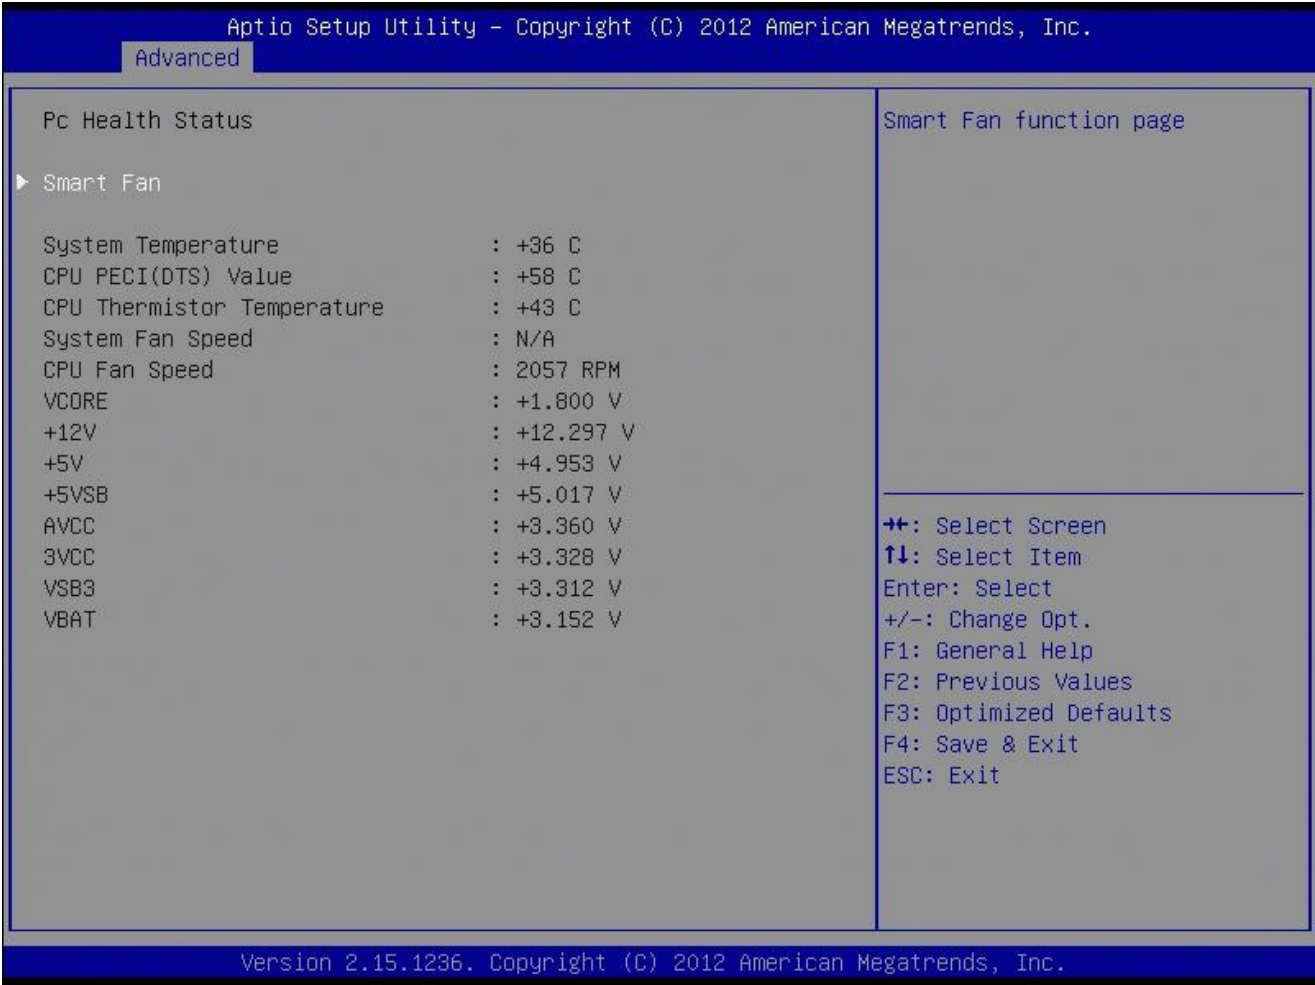 Aptio Setup Utility – Copyright (C) 2012 American Megatrends, Inc.
Advanced
Pc Health Status
Smart Fan
System Temperature : +36 C
CPU PECI(DTS) Value : +58 C
CPU Thermistor Temperature : +43 C
System Fan Speed : N/A
CPU Fan Speed : 2057 RPM
VCORE : +1.800 V
+12V : +12.297 V
+5V : +4.953 V
+5VSB : +5.017 V
AVCC : +3.360 V
3VCC : +3.328 V
VSB3 : +3.312 V
VBAT : +3.152 V
Smart Fan function page
→←: Select Screen
↑↓: Select Item
Enter: Select
+/-: Change Opt.
F1: General Help
F2: Previous Values
F3: Optimized Defaults
F4: Save & Exit
ESC: Exit
Version 2.15.1236. Copyright (C) 2012 American Megatrends, Inc.